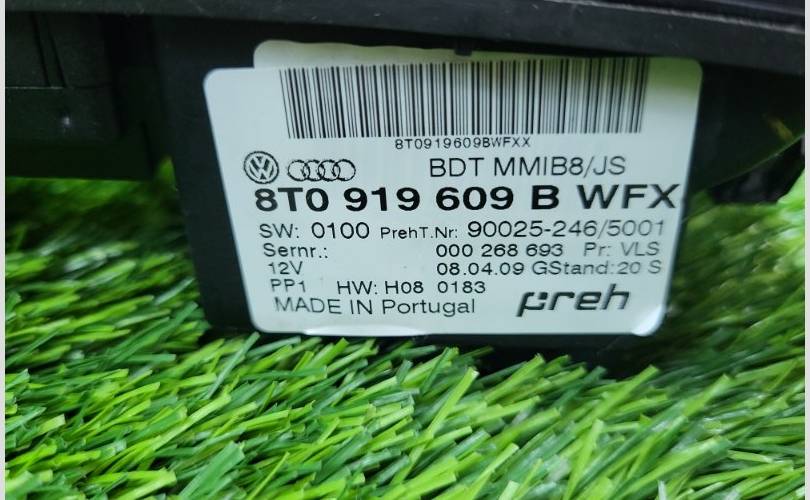 8T0919609BWFXX
BDT MMIB8/JS
8T0 919 609 B WFX
SW: 0100 PrehT.Nr: 90025-246/5001
Sernr.: 000 268 693 Pr: VLS
12V 08.04.09 GStand: 20 S
PP1 HW: H08 0183
MADE IN Portugal preh